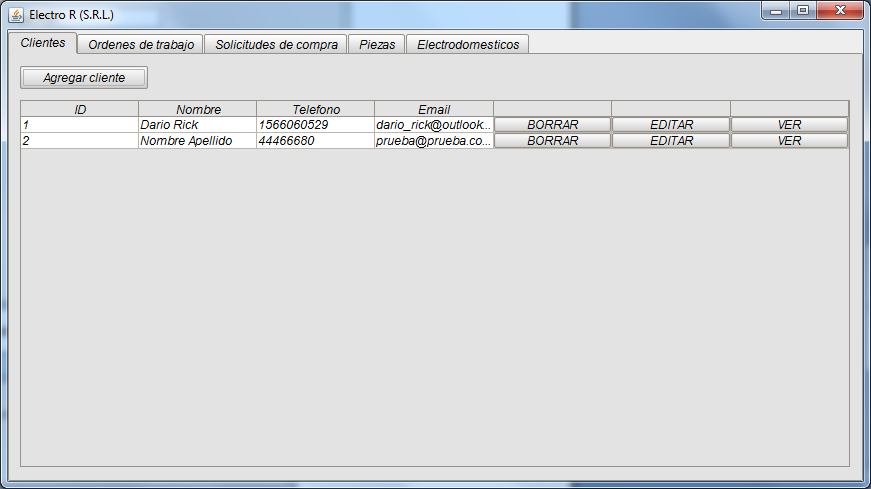 Electro R (S.R.L.)
Clientes Ordenes de trabajo Solicitudes de compra Piezas Electrodomesticos
Agregar cliente
ID Nombre Telefono Email
1 Dario Rick 1566060529 dario_rick@outlook... BORRAR EDITAR VER
2 Nombre Apellido 44466680 prueba@prueba.co... BORRAR EDITAR VER